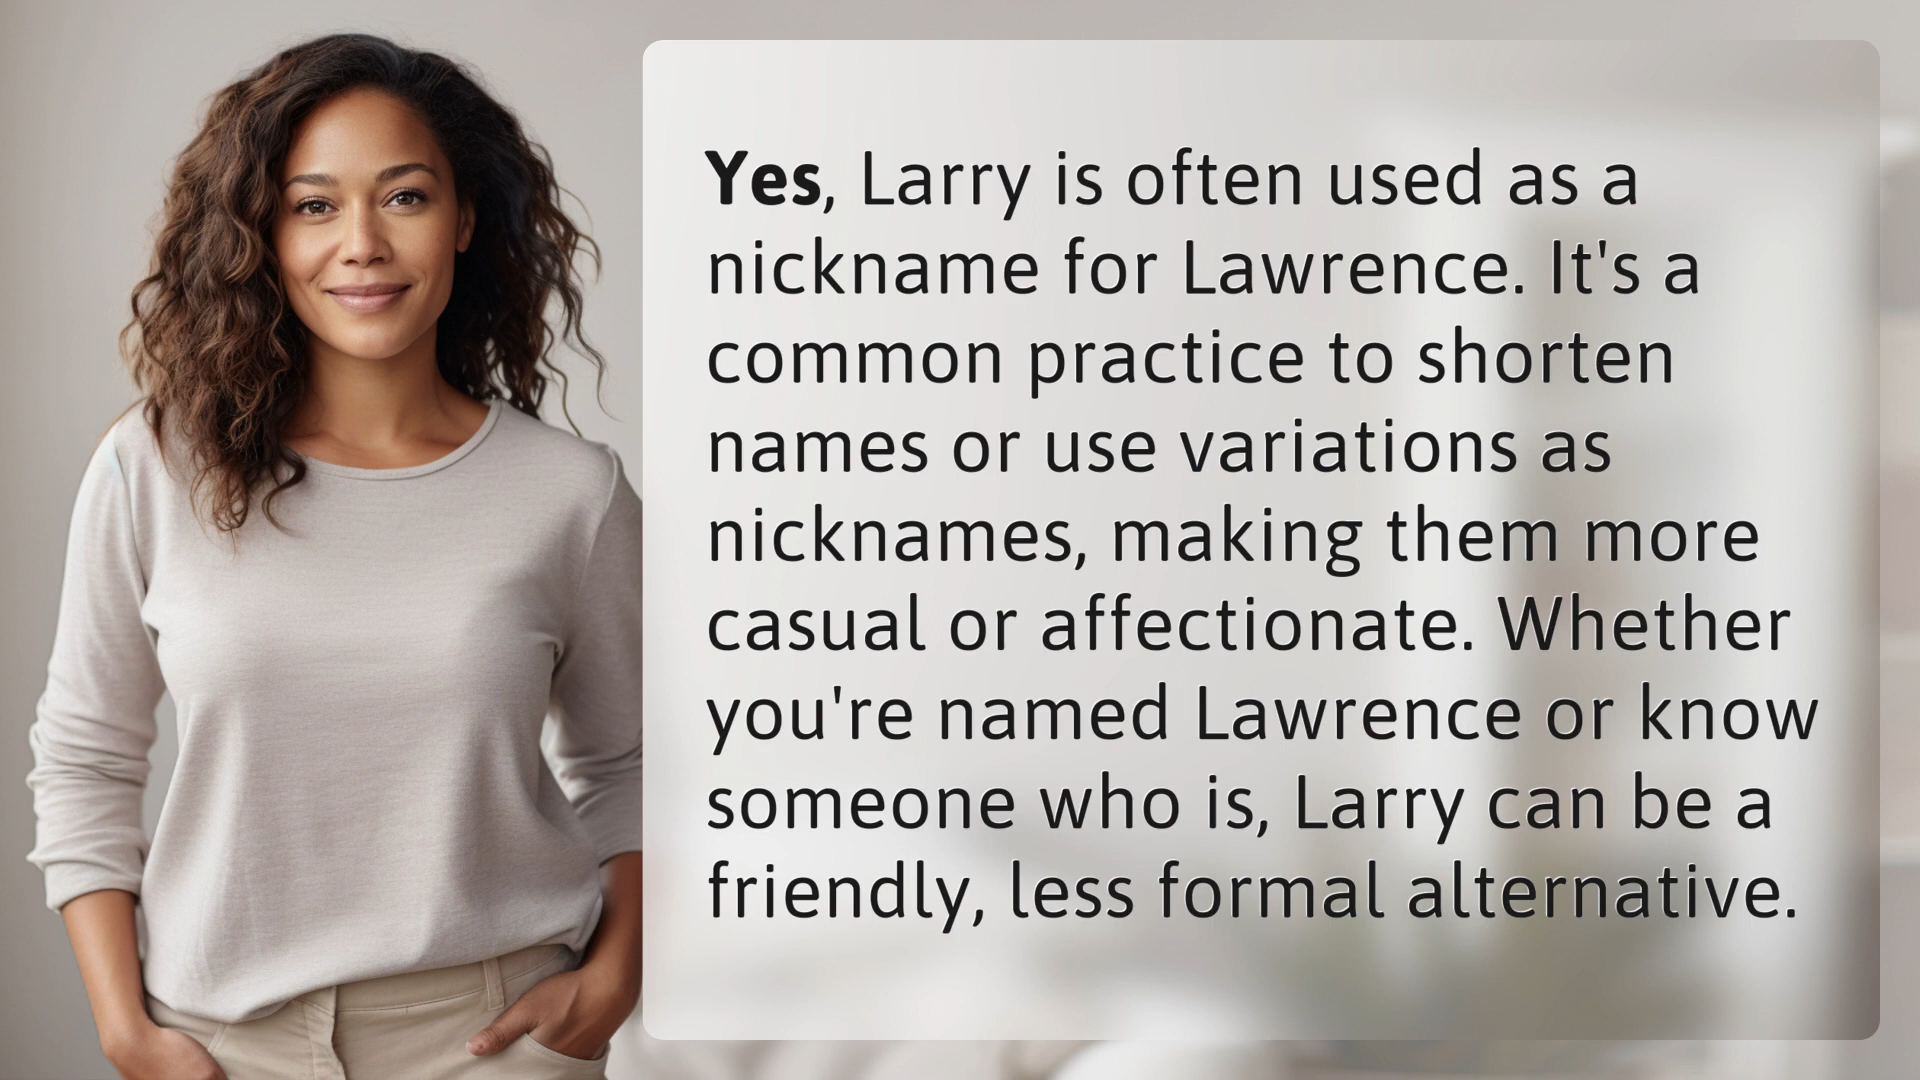 Yes, Larry is often used as a
nickname for Lawrence. It's a
common practice to shorten
names or use variations as
nicknames, making them more
casual or affectionate. Whether
you're named Lawrence or know
someone who is, Larry can be a
friendly, less formal alternative.